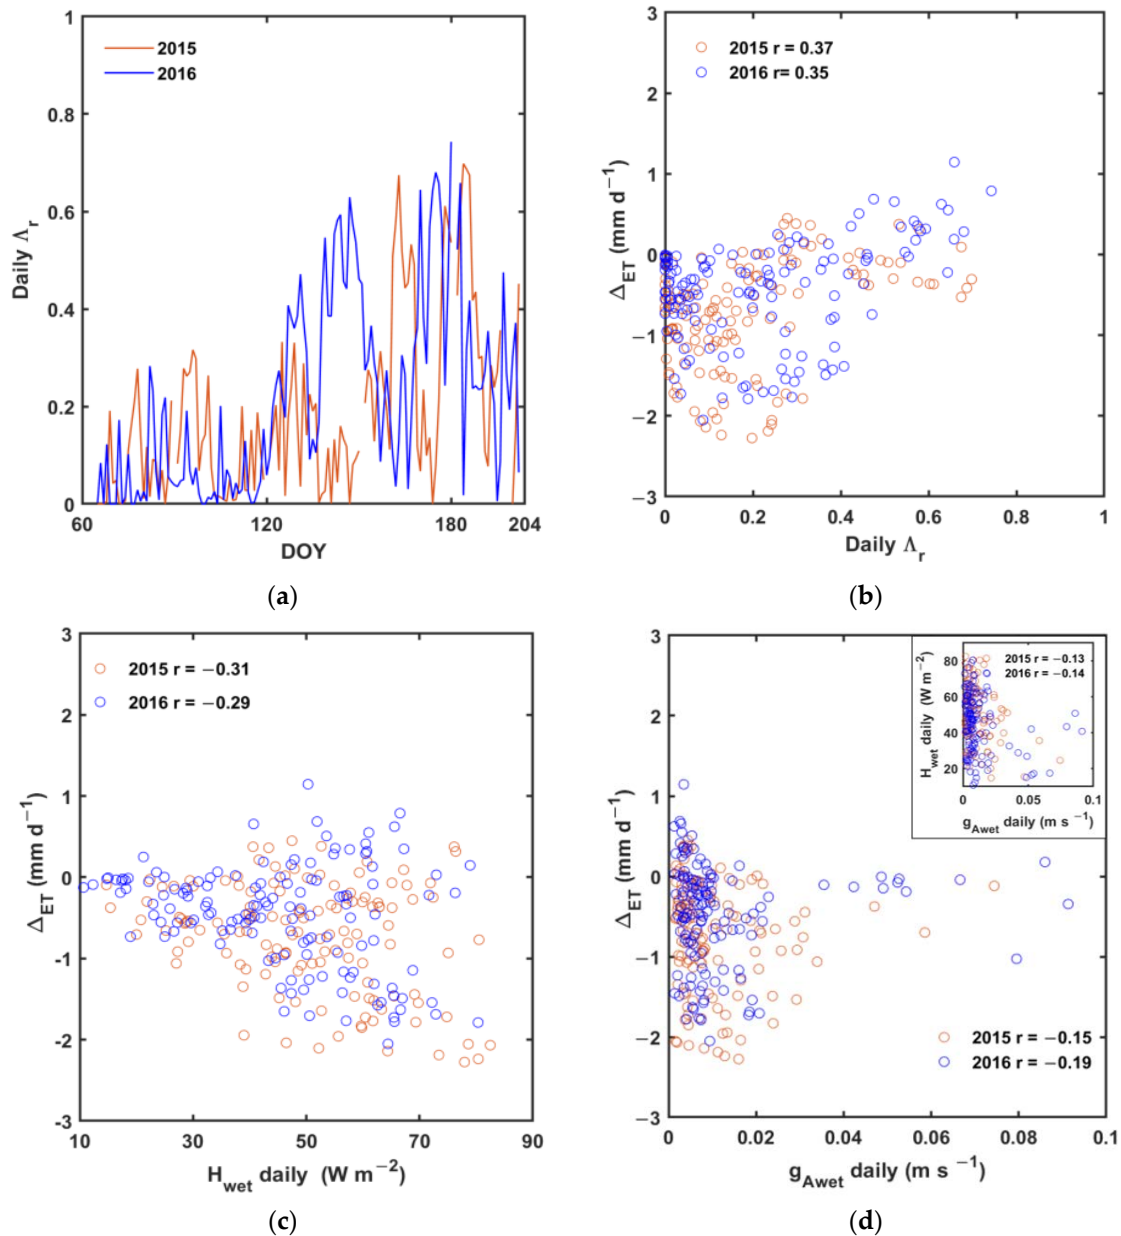 1
0.8
0.6
0.4
0.2
0
Daily Λr
2015
2016
60
120
180
204
DOY
(a)
3
2
1
0
−1
−2
−3
ΔET (mm d−1)
2015 r = 0.37
2016 r= 0.35
0
0.2
0.4
0.6
0.8
1
Daily Λr
(b)
3
2
1
0
-1
-2
-3
ΔET (mm d−1)
2015 r = −0.31
2016 r = −0.29
10
30
50
70
90
Hwet daily (W m−2)
(c)
3
2
1
0
−1
−2
−3
ΔET (mm d−1)
80
60
40
20
Hwet daily (W m−2)
2015 r = −0.13
2016 r = −0.14
0
0.05
0.1
gAwet daily (m s −1)
2015 r = −0.15
2016 r = −0.19
0
0.02
0.04
0.06
0.08
0.1
gAwet daily (m s −1)
(d)